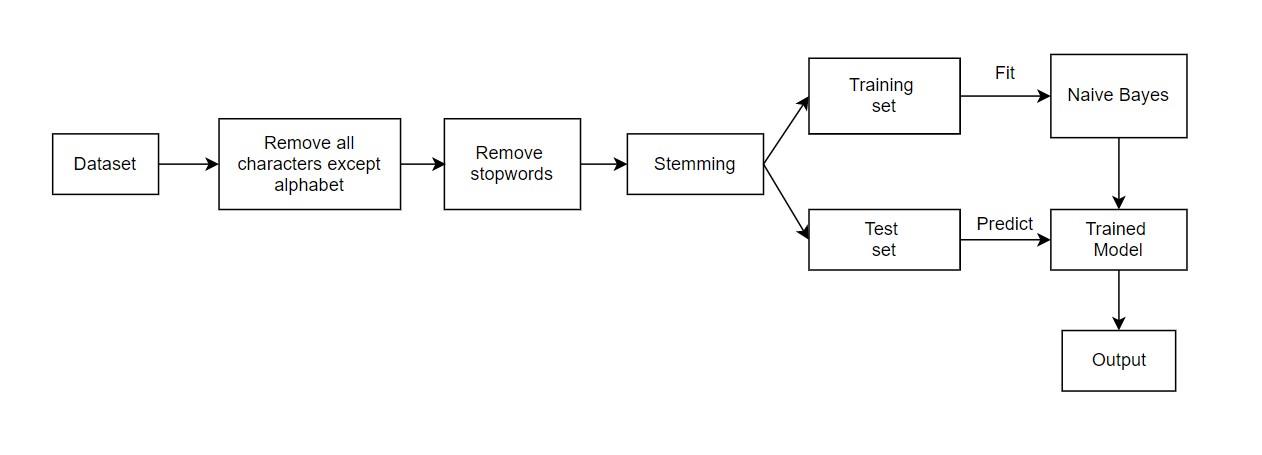 Dataset
Remove all
characters except
alphabet
Remove
stopwords
Stemming
Training
set
Fit
Naive Bayes
Test
set
Predict
Trained
Model
Output